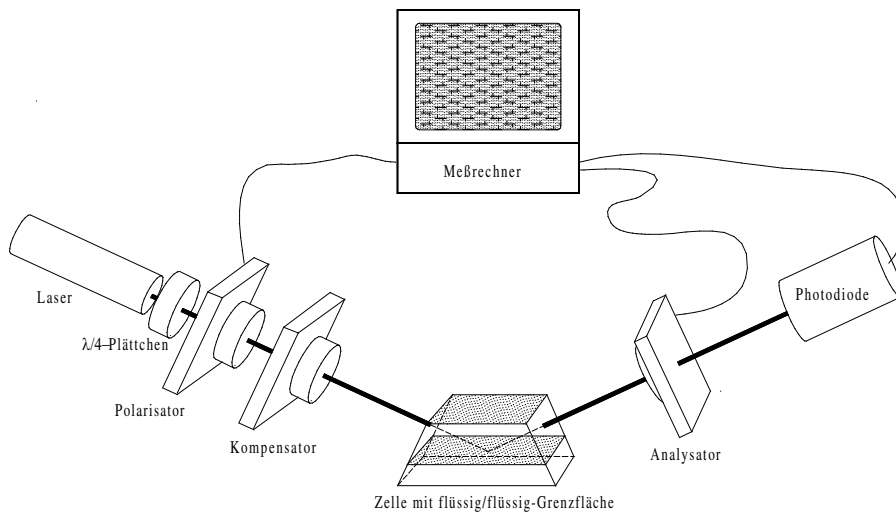 Meßrechner
Laser
Photodiode
λ/4–Plättchen
Polarisator
Kompensator
Analysator
Zelle mit flüssig/flüssig-Grenzfläche